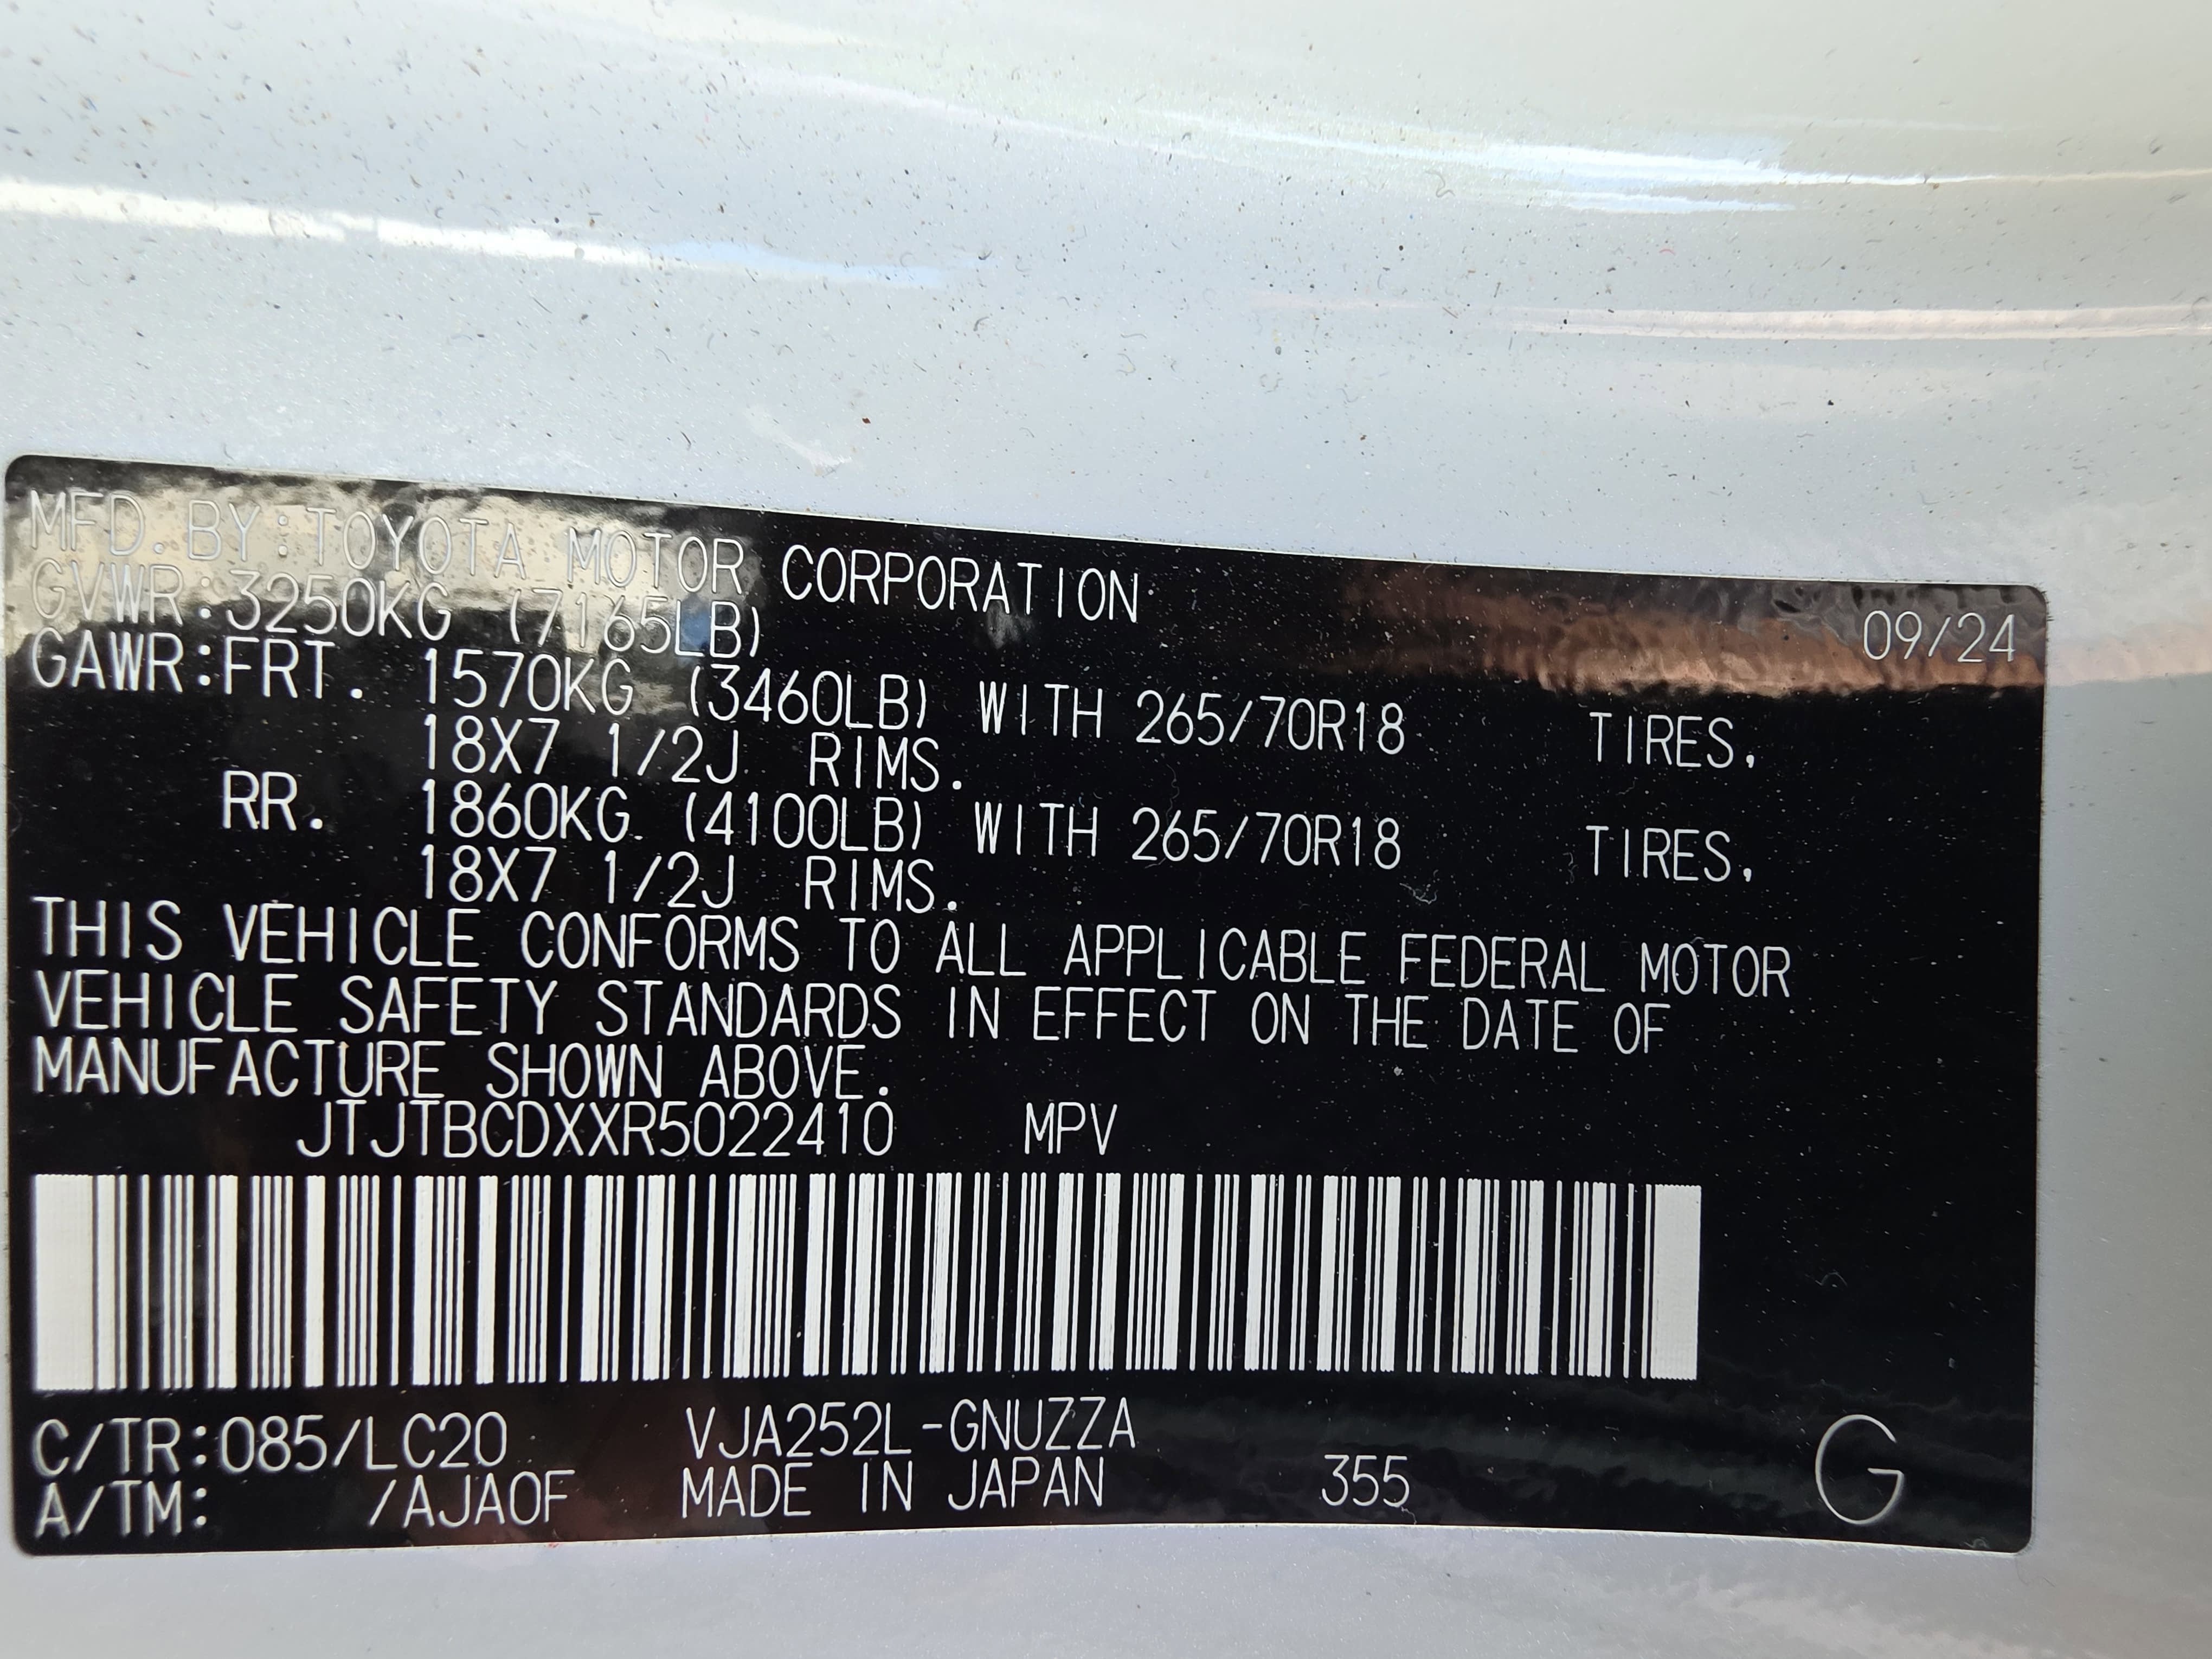 MFD. BY:TOYOTA MOTOR CORPORATION 09/24
GVWR:3250KG (7165LB)
GAWR:FRT. 1570KG (3460LB) WITH 265/70R18 TIRES,
18X7 1/2J RIMS.
RR. 1860KG (4100LB) WITH 265/70R18 TIRES,
18X7 1/2J RIMS.
THIS VEHICLE CONFORMS TO ALL APPLICABLE FEDERAL MOTOR
VEHICLE SAFETY STANDARDS IN EFFECT ON THE DATE OF
MANUFACTURE SHOWN ABOVE.
JTJTBCDXXR5022410 MPV
C/TR:085/LC20 VJA252L-GNUZZA
A/TM: /AJA0F MADE IN JAPAN 355 G